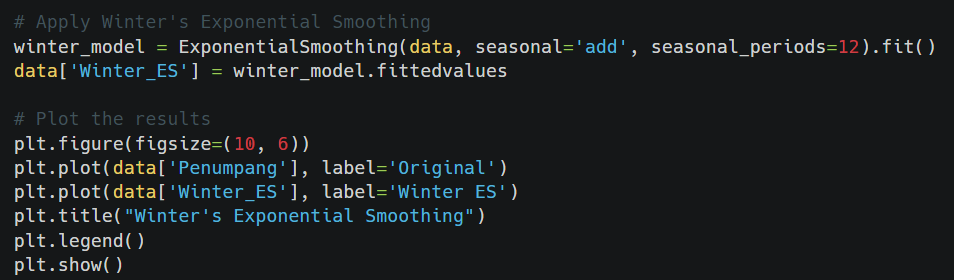 # Apply Winter's Exponential Smoothing
winter_model = ExponentialSmoothing(data, seasonal='add', seasonal_periods=12).fit()
data['Winter_ES'] = winter_model.fittedvalues

# Plot the results
plt.figure(figsize=(10, 6))
plt.plot(data['Penumpang'], label='Original')
plt.plot(data['Winter_ES'], label='Winter ES')
plt.title("Winter's Exponential Smoothing")
plt.legend()
plt.show()